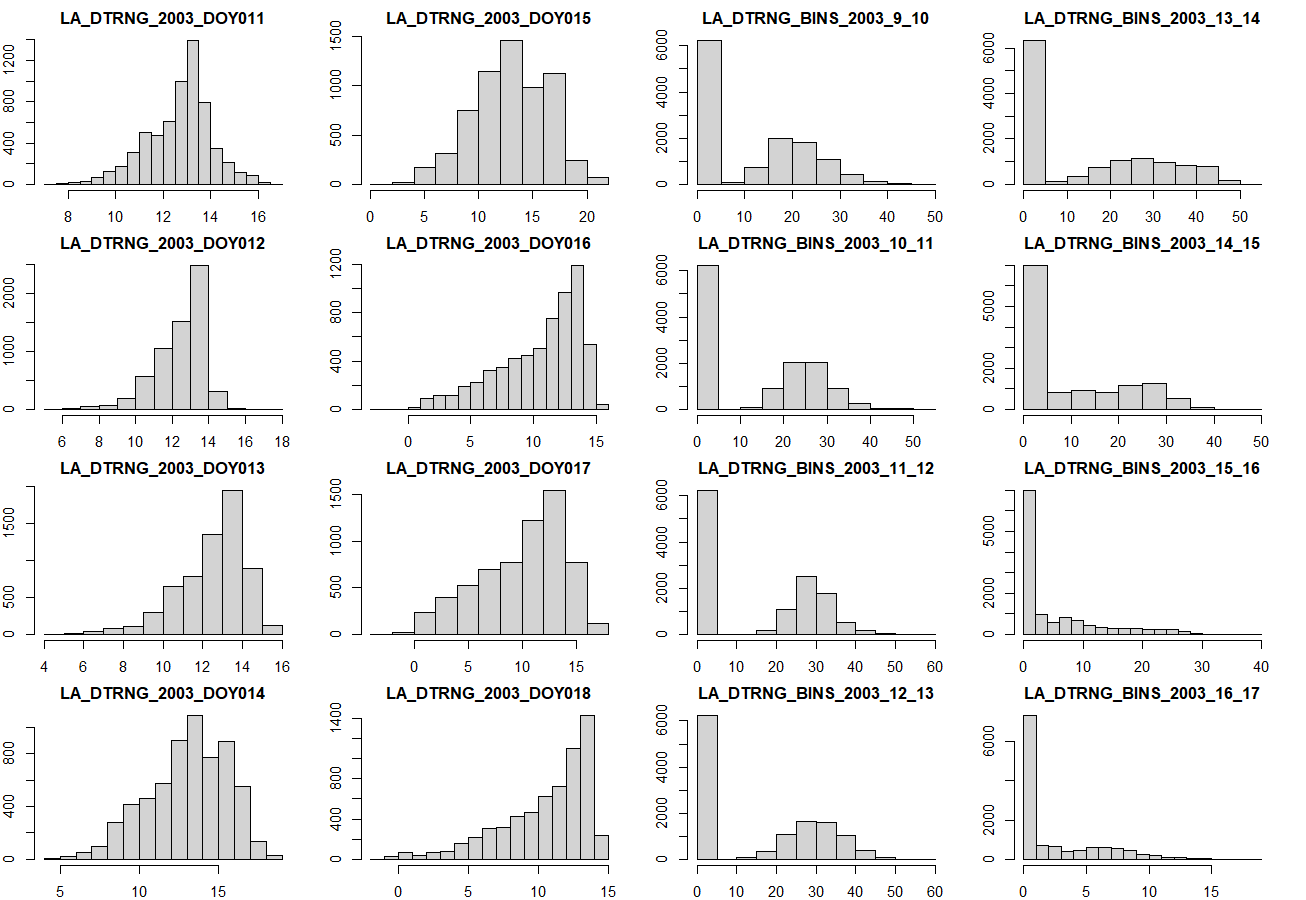 LA_DTRNG_2003_DOY011 LA_DTRNG_2003_DOY015 LA_DTRNG_BINS_2003_9_10 LA_DTRNG_BINS_2003_13_14
0 400 800 1200 0 500 1000 1500 0 2000 4000 6000 0 2000 4000 6000
8 10 12 14 16 0 5 10 15 20 0 10 20 30 40 50 0 10 20 30 40 50
LA_DTRNG_2003_DOY012 LA_DTRNG_2003_DOY016 LA_DTRNG_BINS_2003_10_11 LA_DTRNG_BINS_2003_14_15
0 1000 2000 0 400 800 1200 0 2000 4000 6000 0 2000 5000
6 8 10 12 14 16 18 0 5 10 15 0 10 20 30 40 50 0 10 20 30 40 50
LA_DTRNG_2003_DOY013 LA_DTRNG_2003_DOY017 LA_DTRNG_BINS_2003_11_12 LA_DTRNG_BINS_2003_15_16
0 500 1500 0 500 1000 1500 0 2000 4000 6000 0 2000 5000
4 6 8 10 12 14 16 0 5 10 15 0 10 20 30 40 50 60 0 10 20 30 40
LA_DTRNG_2003_DOY014 LA_DTRNG_2003_DOY018 LA_DTRNG_BINS_2003_12_13 LA_DTRNG_BINS_2003_16_17
0 400 800 0 400 800 1400 0 2000 4000 6000 0 2000 6000
5 10 15 0 5 10 15 0 10 20 30 40 50 60 0 5 10 15